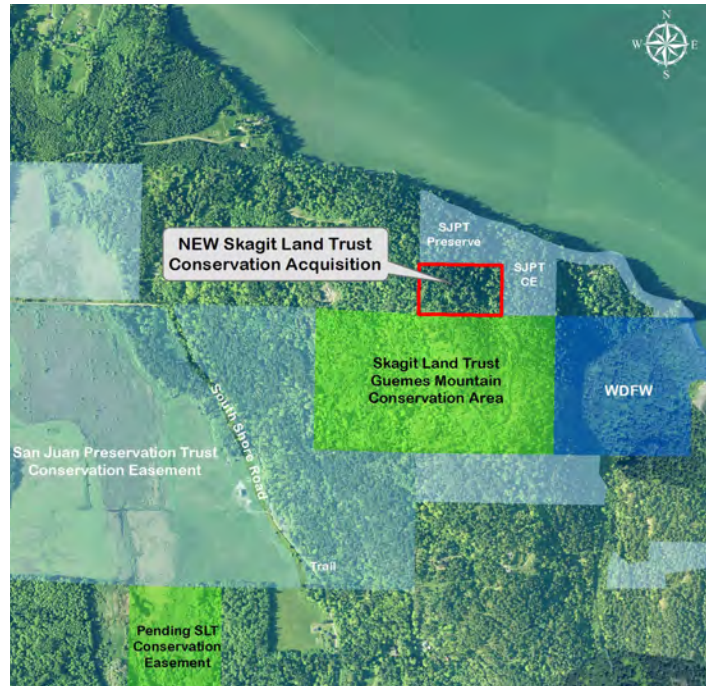 N
W E
S
SJPT
Preserve
NEW Skagit Land Trust
Conservation Acquisition
SJPT
CE
Skagit Land Trust
Guemes Mountain
Conservation Area
WDFW
South Shore Road
San Juan Preservation Trust
Conservation Easement
Trail
Pending SLT
Conservation
Easement